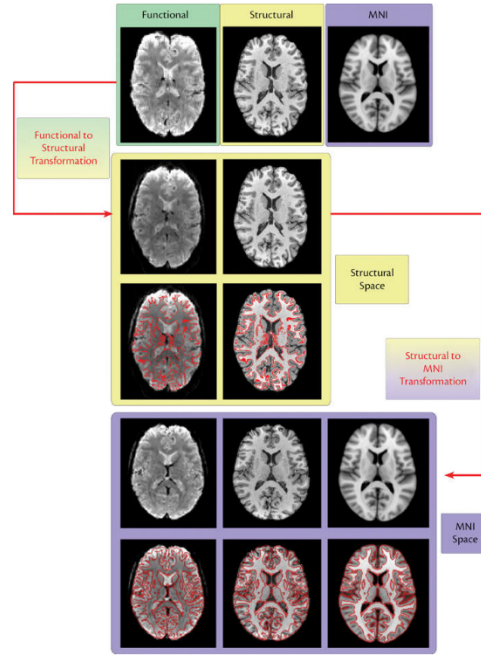 Functional
Structural
MNI
Functional to
Structural
Transformation
Structural
Space
Structural to
MNI
Transformation
MNI
Space